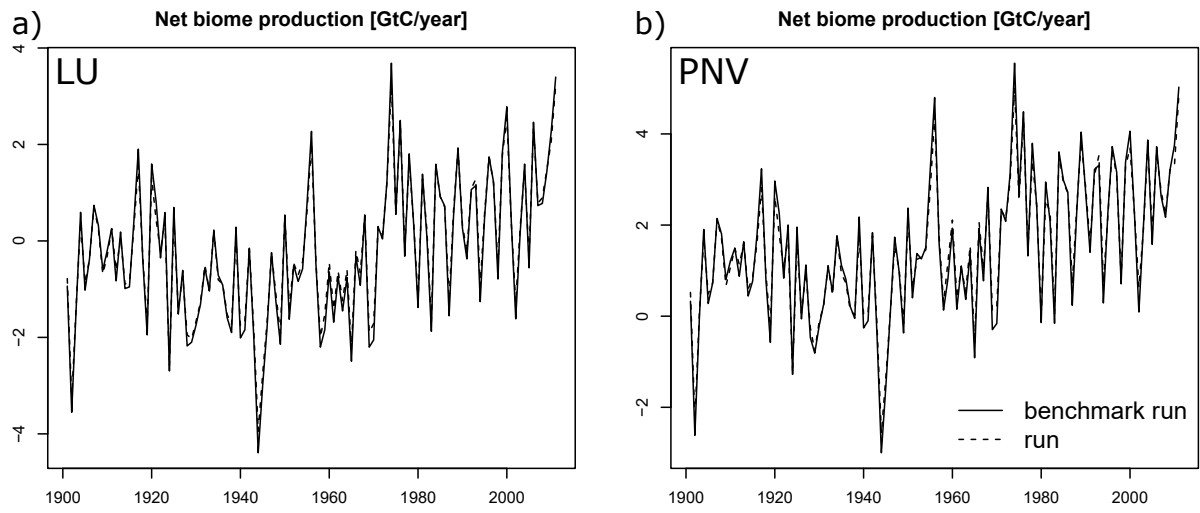 a)
Net biome production [GtC/year]
LU
4
2
0
−2
−4
1900 1920 1940 1960 1980 2000
b)
Net biome production [GtC/year]
PNV
4
2
0
−2
1900 1920 1940 1960 1980 2000
benchmark run
run